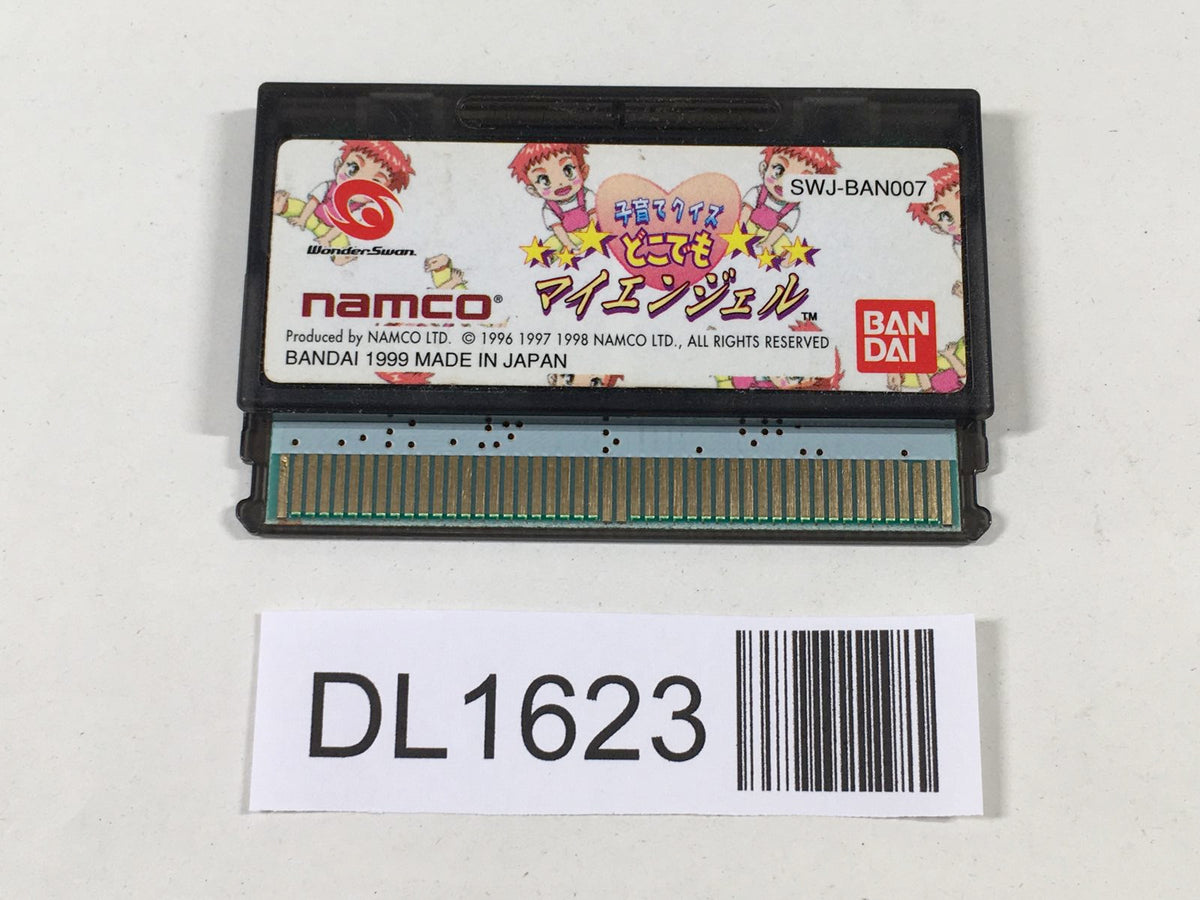 SWJ-BAN007
WonderSwan
子育てクイズ
どこでも
マイエンジェル™
namco®
BAN
DAI
Produced by NAMCO LTD. © 1996 1997 1998 NAMCO LTD., ALL RIGHTS RESERVED
BANDAI 1999 MADE IN JAPAN
DL1623